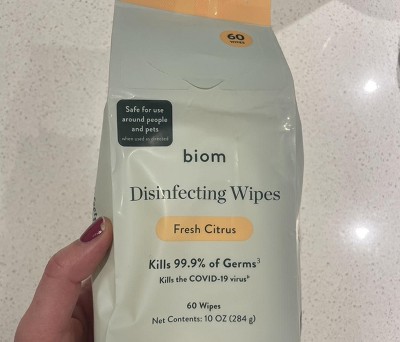 60
WIPES
Safe for use
around people
and pets
when used as directed
biom
Disinfecting Wipes
Fresh Citrus
Kills 99.9% of Germs³
Kills the COVID-19 virus
60 Wipes
Net Contents: 10 OZ (284 g)